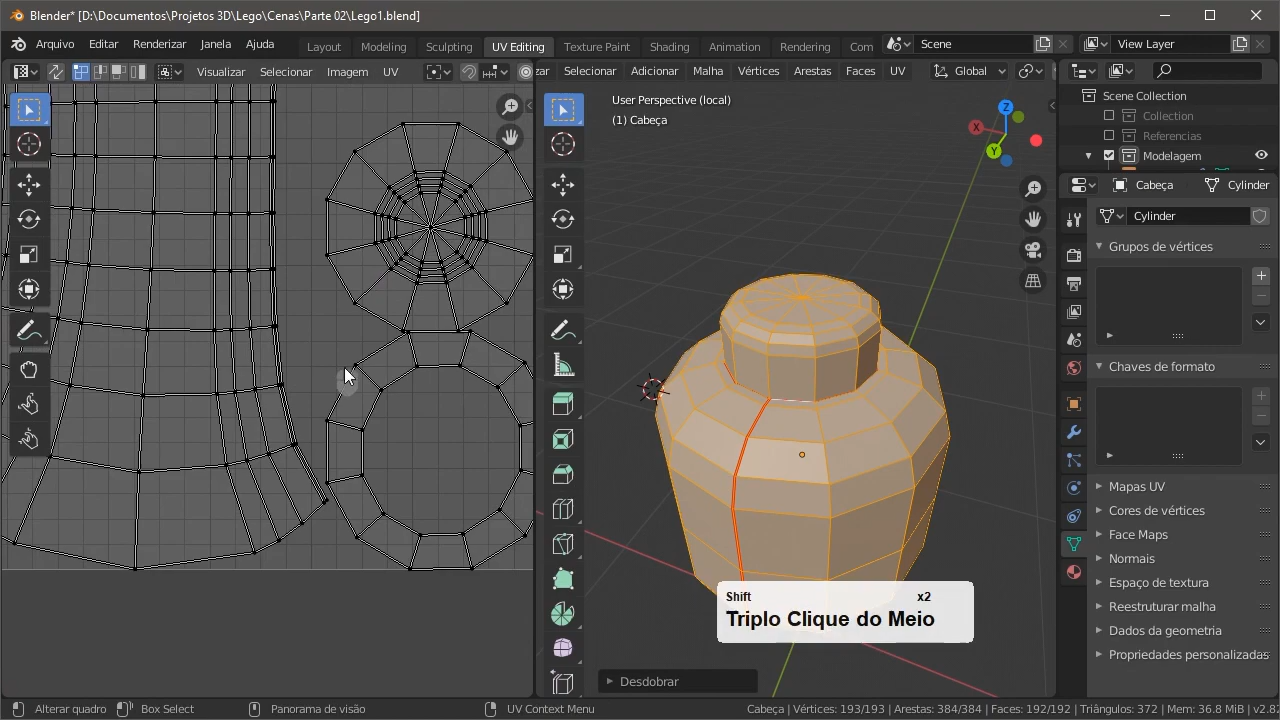 Blender* [D:\Documentos\Projetos 3D\Lego\Cenas\Parte 02\Lego1.blend]
Arquivo Editar Renderizar Janela Ajuda Layout Modeling Sculpting UV Editing Texture Paint Shading Animation Rendering Com Scene View Layer
Visualizar Selecionar Imagem UV zar Selecionar Adicionar Malha Vértices Arestas Faces UV Global
User Perspective (local)
(1) Cabeça
X
Y
Z
Scene Collection
Collection
Referencias
Modelagem
Cabeça Cylinder
Cylinder
Grupos de vértices
Chaves de formato
Mapas UV
Cores de vértices
Face Maps
Normais
Espaço de textura
Reestruturar malha
Dados da geometria
Propriedades personalizadas
Shift x2
Triplo Clique do Meio
Desdobrar
Alterar quadro Box Select Panorama de visão UV Context Menu Cabeça | Vértices: 193/193 | Arestas: 384/384 | Faces: 192/192 | Triângulos: 372 | Mem: 36.8 MiB | v2.8